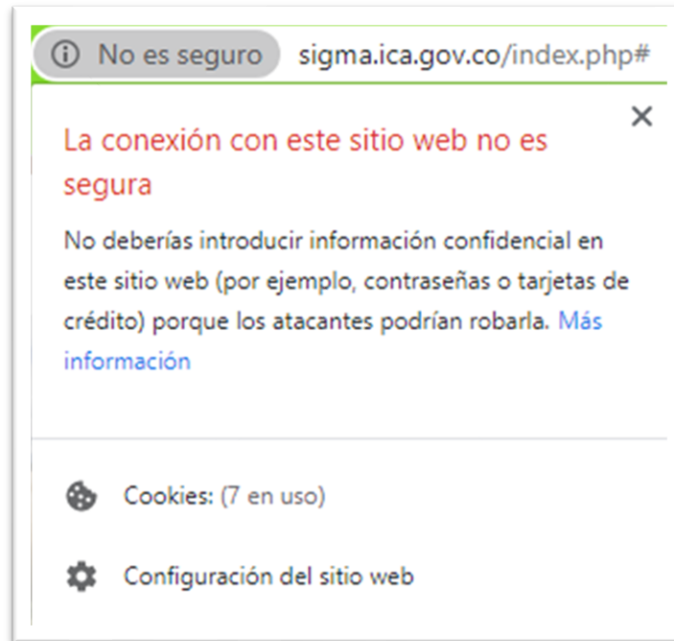 No es seguro sigma.ica.gov.co/index.php#
La conexión con este sitio web no es
segura
No deberías introducir información confidencial en
este sitio web (por ejemplo, contraseñas o tarjetas de
crédito) porque los atacantes podrían robarla. Más
información
Cookies: (7 en uso)
Configuración del sitio web